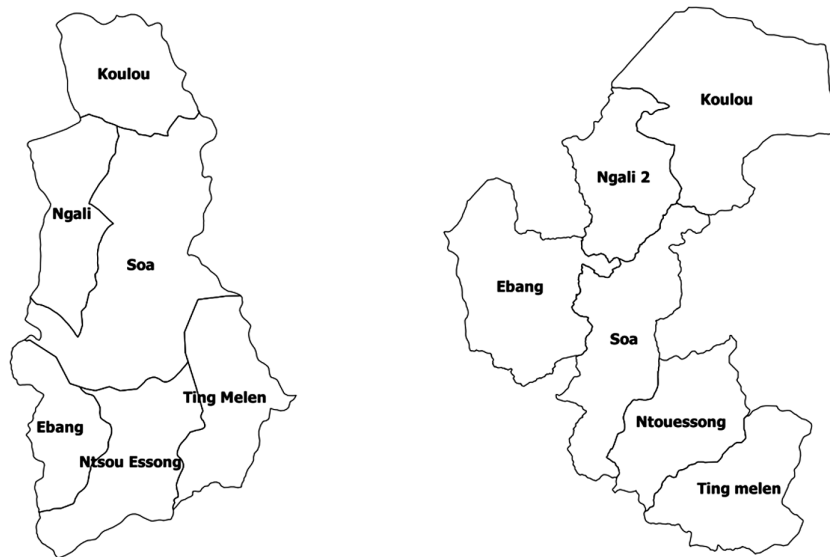 Koulou
Ngali
Soa
Ting Melen
Ebang
Ntsou Essong
Koulou
Ngali 2
Ebang
Soa
Ntouessong
Ting melen